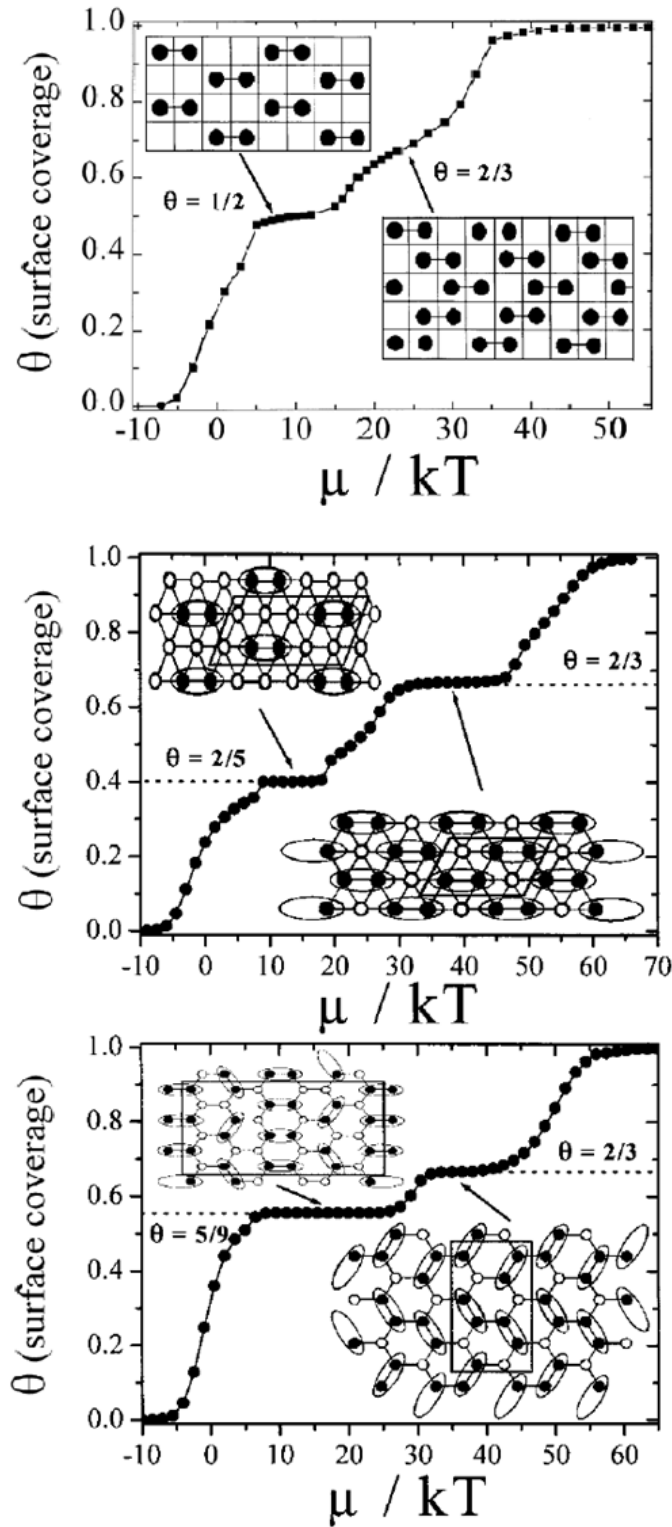 1.0
0.8
0.6
0.4
0.2
0.0
θ (surface coverage)
θ = 1/2
θ = 2/3
-10 0 10 20 30 40 50
μ / kT
1.0
0.8
0.6
0.4
0.2
0.0
θ (surface coverage)
θ = 2/3
θ = 2/5
-10 0 10 20 30 40 50 60 70
μ / kT
1.0
0.8
0.6
0.4
0.2
0.0
θ (surface coverage)
θ = 2/3
θ = 5/9
-10 0 10 20 30 40 50 60
μ / kT